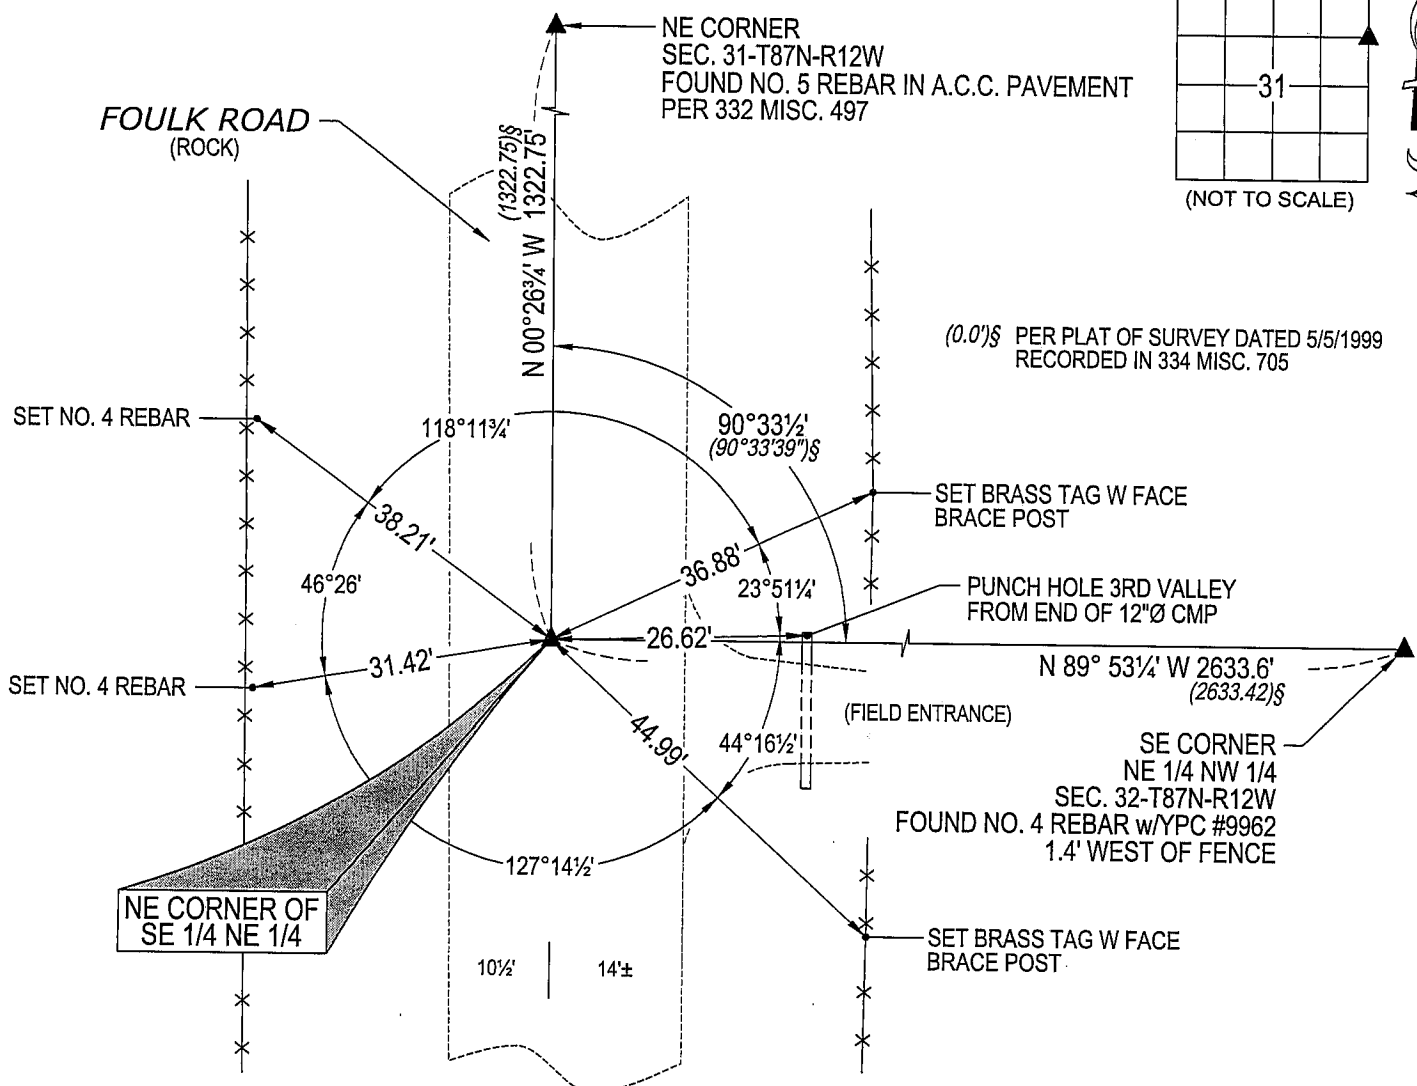 NE CORNER
SEC. 31-T87N-R12W
FOUND NO. 5 REBAR IN A.C.C. PAVEMENT
PER 332 MISC. 497
31
(NOT TO SCALE)
FOULK ROAD
(ROCK)
(1322.75)§
N 00°26¾' W 1322.75'
(0.0')§ PER PLAT OF SURVEY DATED 5/5/1999
RECORDED IN 334 MISC. 705
SET NO. 4 REBAR
118°11¾'
90°33½'
(90°33'39")§
SET BRASS TAG W FACE
BRACE POST
38.21'
36.88'
46°26'
23°51¼'
PUNCH HOLE 3RD VALLEY
FROM END OF 12"Ø CMP
26.62'
31.42'
N 89° 53¼' W 2633.6'
(2633.42)§
SET NO. 4 REBAR
(FIELD ENTRANCE)
44.99'
44°16½'
SE CORNER
NE 1/4 NW 1/4
SEC. 32-T87N-R12W
FOUND NO. 4 REBAR w/YPC #9962
1.4' WEST OF FENCE
127°14½'
NE CORNER OF
SE 1/4 NE 1/4
SET BRASS TAG W FACE
BRACE POST
10½' 14'±